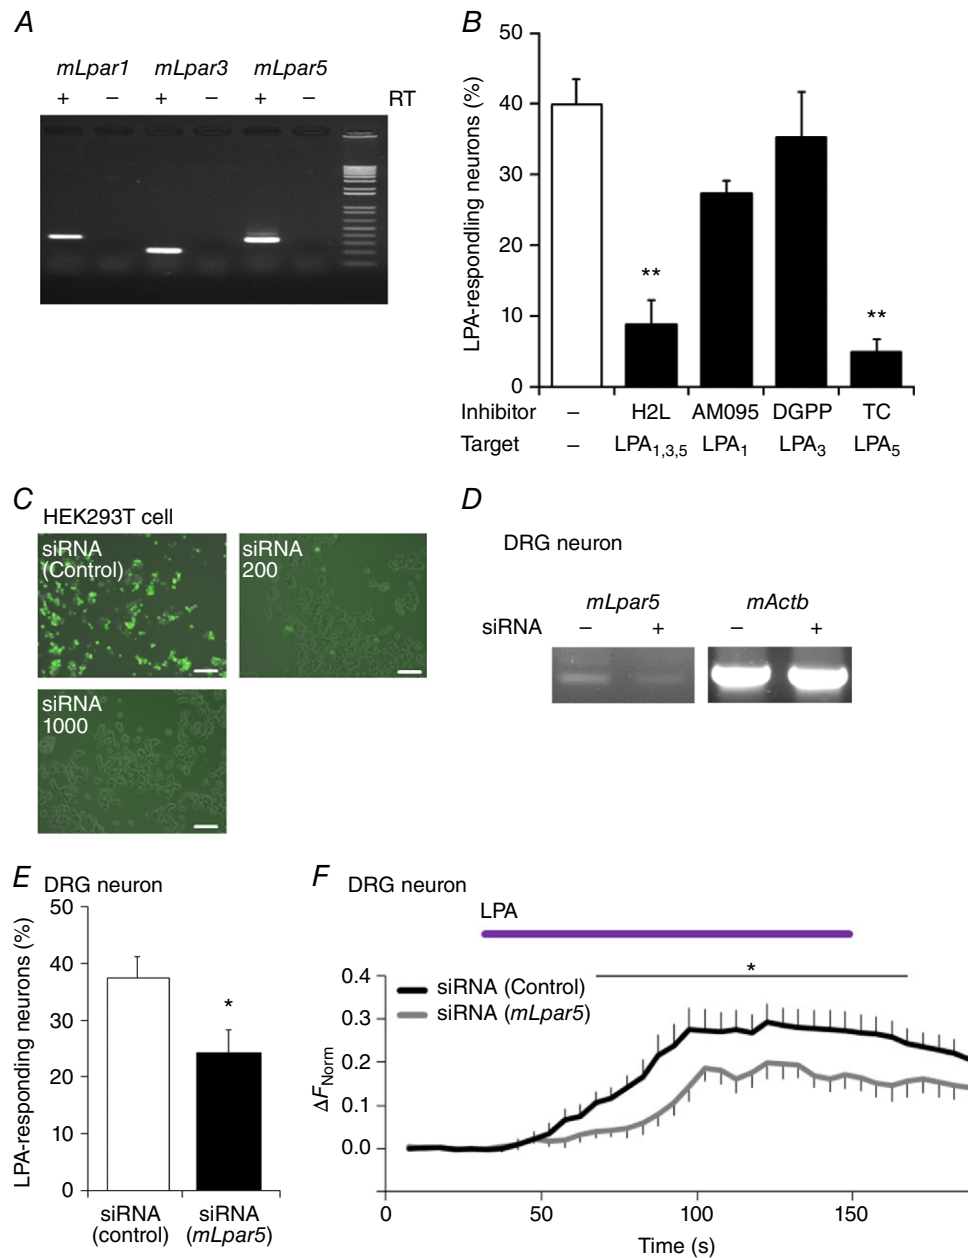 A
mLpar1 mLpar3 mLpar5
+ – + – + – RT
B
LPA-respondling neurons (%)
50
40
30
20
10
0
** **
Inhibitor – H2L AM095 DGPP TC
Target – LPA1,3,5 LPA1 LPA3 LPA5
C
HEK293T cell
siRNA (Control)
siRNA 200
siRNA 1000
D
DRG neuron
mLpar5 mActb
siRNA – + – +
E DRG neuron
LPA-responding neurons (%)
50
40
30
20
10
0
*
siRNA (control)
siRNA (mLpar5)
F DRG neuron
LPA
*
siRNA (Control)
siRNA (mLpar5)
ΔFNorm
0.4
0.3
0.2
0.1
0.0
0 50 100 150
Time (s)